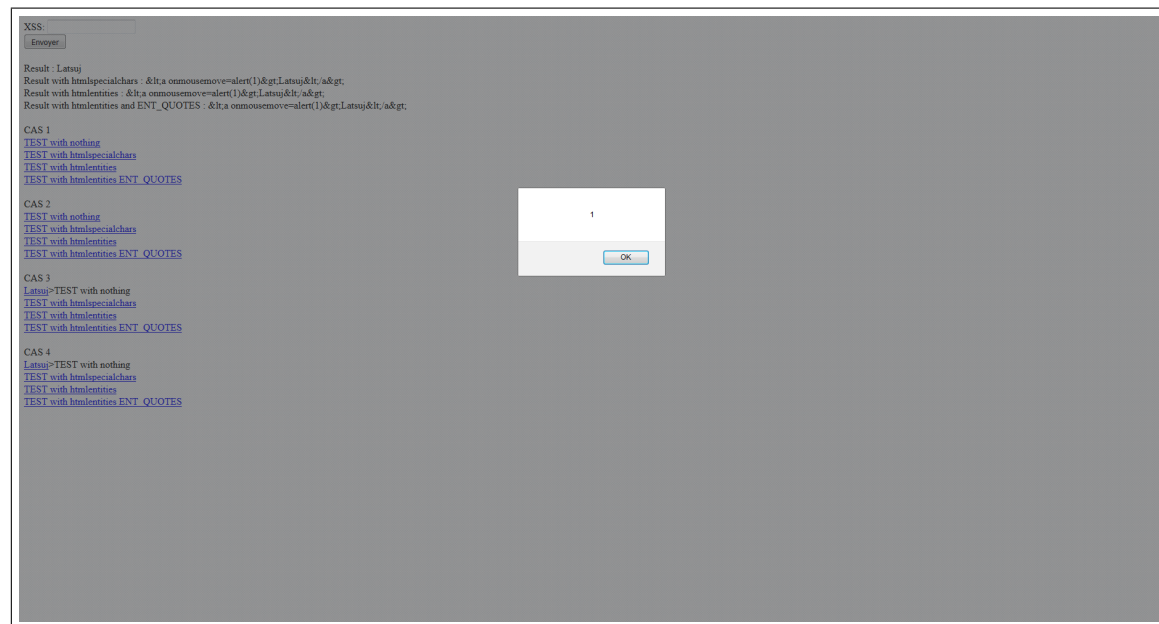 XSS:
Envoyer
Result : Latsuj
Result with htmlspecialchars : &lt;a onmousemove=alert(1)&gt;Latsuj&lt;/a&gt;
Result with htmlentities : &lt;a onmousemove=alert(1)&gt;Latsuj&lt;/a&gt;
Result with htmlentities and ENT_QUOTES : &lt;a onmousemove=alert(1)&gt;Latsuj&lt;/a&gt;
CAS 1
TEST with nothing
TEST with htmlspecialchars
TEST with htmlentities
TEST with htmlentities ENT_QUOTES
CAS 2
TEST with nothing
TEST with htmlspecialchars
TEST with htmlentities
TEST with htmlentities ENT_QUOTES
CAS 3
Latsuj>TEST with nothing
TEST with htmlspecialchars
TEST with htmlentities
TEST with htmlentities ENT_QUOTES
CAS 4
Latsuj>TEST with nothing
TEST with htmlspecialchars
TEST with htmlentities
TEST with htmlentities ENT_QUOTES
1
OK